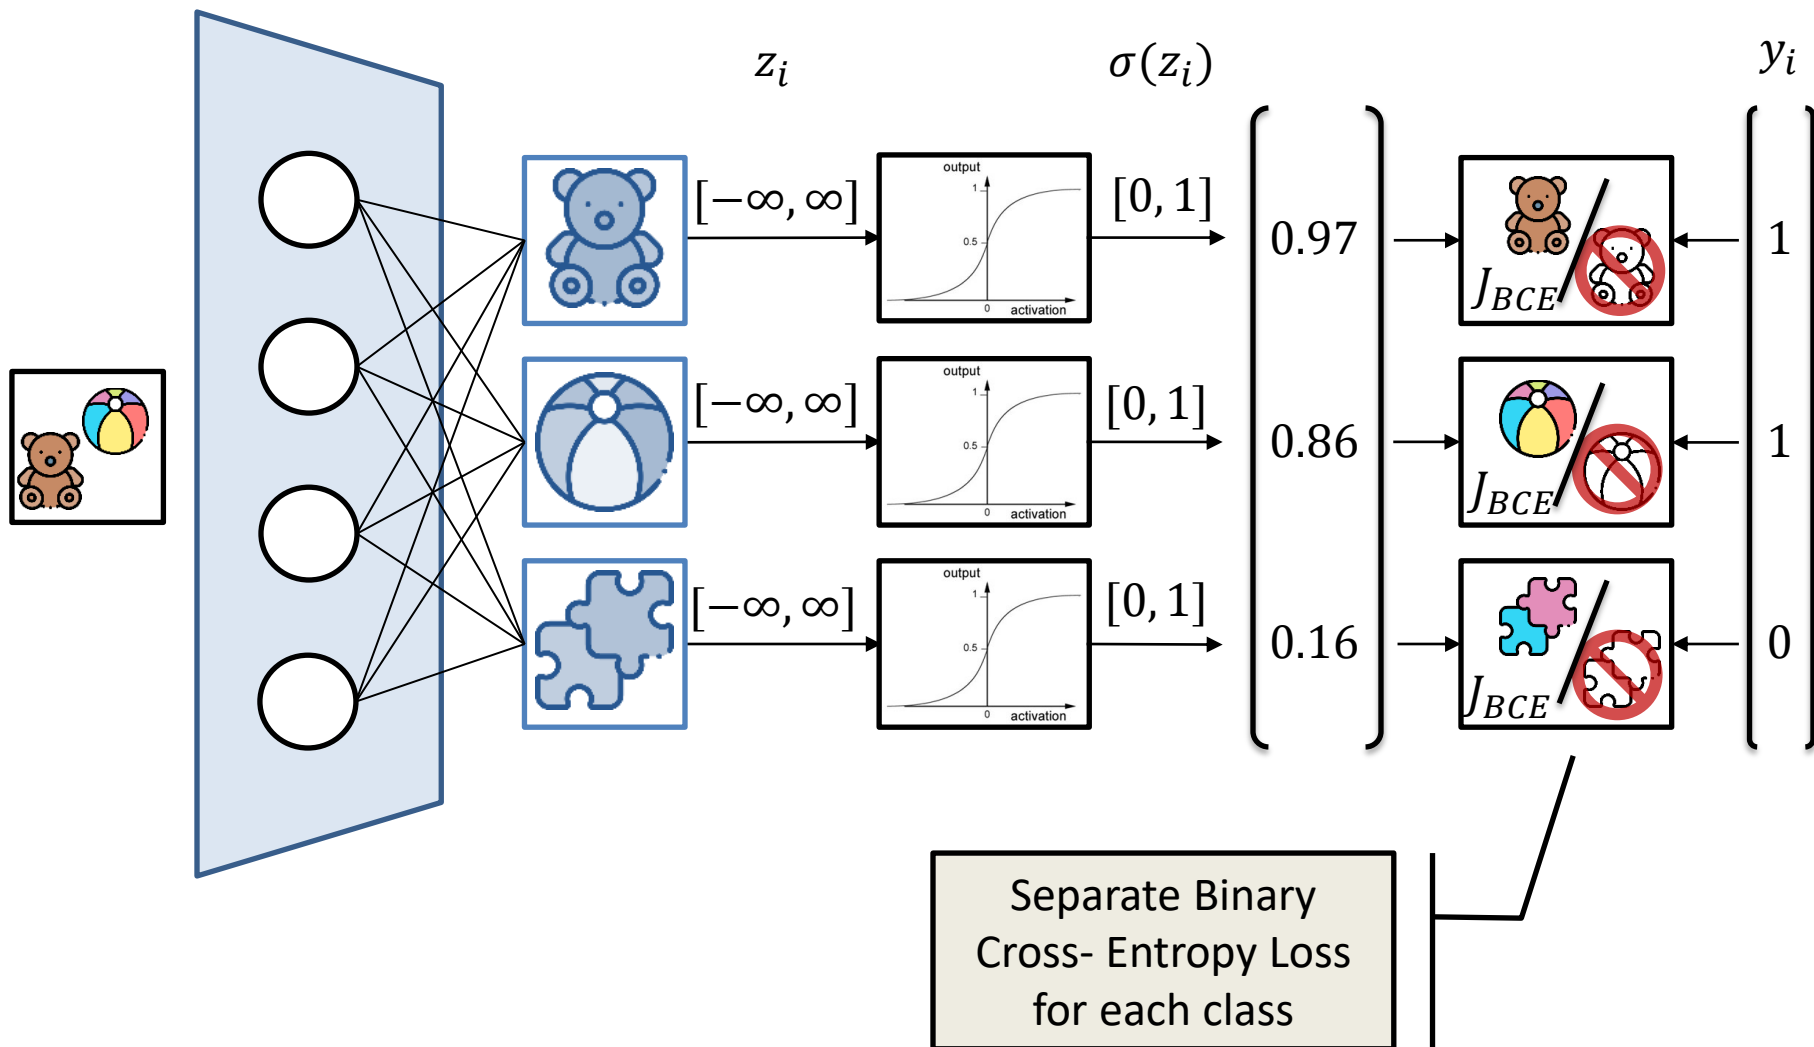 z_i
σ(z_i)
y_i
[−∞, ∞]
output
1
0.5
0
activation
[0, 1]
0.97
J_BCE
1
[−∞, ∞]
output
1
0.5
0
activation
[0, 1]
0.86
J_BCE
1
[−∞, ∞]
output
1
0.5
0
activation
[0, 1]
0.16
J_BCE
0
Separate Binary
Cross- Entropy Loss
for each class